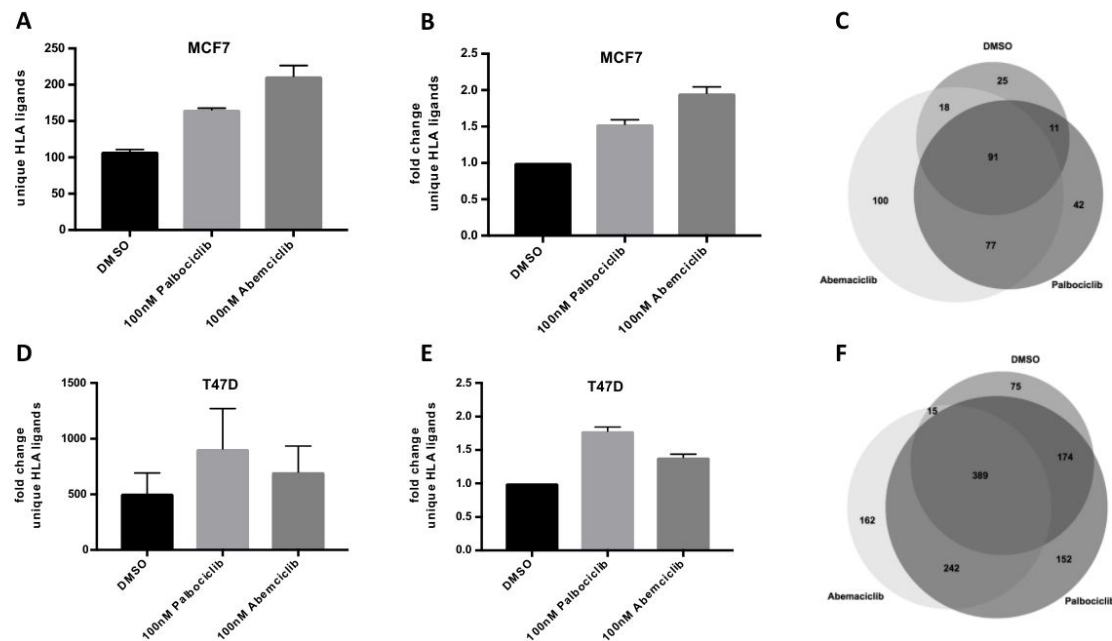 A
MCF7
unique HLA ligands
250
200
150
100
50
0
DMSO
100nM Palbociclib
100nM Abemciclib
B
MCF7
fold change
unique HLA ligands
2.5
2.0
1.5
1.0
0.5
0.0
DMSO
100nM Palbociclib
100nM Abemciclib
C
DMSO
25
18
11
91
100
42
77
Abemaciclib
Palbociclib
D
T47D
fold change
unique HLA ligands
1500
1000
500
0
DMSO
100nM Palbociclib
100nM Abemciclib
E
T47D
fold change
unique HLA ligands
2.5
2.0
1.5
1.0
0.5
0.0
DMSO
100nM Palbociclib
100nM Abemciclib
F
DMSO
75
15
174
389
162
152
242
Abemaciclib
Palbociclib